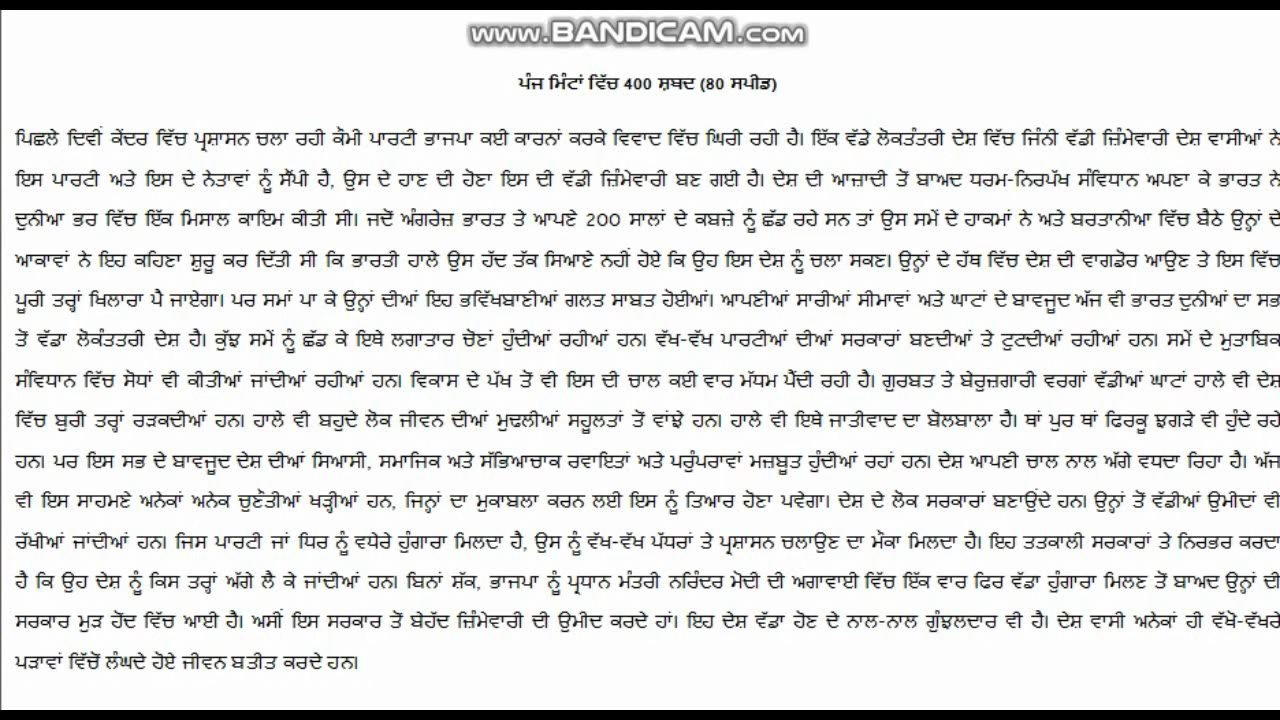 www.BANDICAM.com
ਪੰਜ ਮਿੰਟਾਂ ਵਿੱਚ 400 ਸ਼ਬਦ (80 ਸਪੀਡ)
ਪਿਛਲੇ ਦਿਵੀਂ ਕੇਂਦਰ ਵਿੱਚ ਪ੍ਰਸ਼ਾਸਨ ਚਲਾ ਰਹੀ ਕੌਮੀ ਪਾਰਟੀ ਭਾਜਪਾ ਕਈ ਕਾਰਨਾਂ ਕਰਕੇ ਵਿਵਾਦ ਵਿੱਚ ਘਿਰੀ ਰਹੀ ਹੈ। ਇੱਕ ਵੱਡੇ ਲੋਕਤੰਤਰੀ ਦੇਸ਼ ਵਿੱਚ ਜਿੰਨੀ ਵੱਡੀ ਜ਼ਿੰਮੇਵਾਰੀ ਦੇਸ਼ ਵਾਸੀਆਂ ਨੇ
ਇਸ ਪਾਰਟੀ ਅਤੇ ਇਸ ਦੇ ਨੇਤਾਵਾਂ ਨੂੰ ਸੌਂਪੀ ਹੈ, ਉਸ ਦੇ ਹਾਣ ਦੀ ਹੋਣਾ ਇਸ ਦੀ ਵੱਡੀ ਜ਼ਿੰਮੇਵਾਰੀ ਬਣ ਗਈ ਹੈ। ਦੇਸ਼ ਦੀ ਆਜ਼ਾਦੀ ਤੋਂ ਬਾਅਦ ਧਰਮ-ਨਿਰਪੱਖ ਸੰਵਿਧਾਨ ਅਪਣਾ ਕੇ ਭਾਰਤ ਨੇ
ਦੁਨੀਆ ਭਰ ਵਿੱਚ ਇੱਕ ਮਿਸਾਲ ਕਾਇਮ ਕੀਤੀ ਸੀ। ਜਦੋਂ ਅੰਗਰੇਜ਼ ਭਾਰਤ ਤੇ ਆਪਣੇ 200 ਸਾਲਾਂ ਦੇ ਕਬਜ਼ੇ ਨੂੰ ਛੱਡ ਰਹੇ ਸਨ ਤਾਂ ਉਸ ਸਮੇਂ ਦੇ ਹਾਕਮਾਂ ਨੇ ਅਤੇ ਬਰਤਾਨੀਆ ਵਿੱਚ ਬੈਠੇ ਉਨ੍ਹਾਂ ਦੇ
ਆਕਾਵਾਂ ਨੇ ਇਹ ਕਹਿਣਾ ਸ਼ੁਰੂ ਕਰ ਦਿੱਤੀ ਸੀ ਕਿ ਭਾਰਤੀ ਹਾਲੇ ਉਸ ਹੱਦ ਤੱਕ ਸਿਆਣੇ ਨਹੀਂ ਹੋਏ ਕਿ ਉਹ ਇਸ ਦੇਸ਼ ਨੂੰ ਚਲਾ ਸਕਣ। ਉਨ੍ਹਾਂ ਦੇ ਹੱਥ ਵਿੱਚ ਦੇਸ਼ ਦੀ ਵਾਗਡੋਰ ਆਉਣ ਤੇ ਇਸ ਵਿੱਚ
ਪੂਰੀ ਤਰ੍ਹਾਂ ਖਿਲਾਰਾ ਪੈ ਜਾਏਗਾ। ਪਰ ਸਮਾਂ ਪਾ ਕੇ ਉਨ੍ਹਾਂ ਦੀਆਂ ਇਹ ਭਵਿੱਖਬਾਣੀਆਂ ਗਲਤ ਸਾਬਤ ਹੋਈਆਂ। ਆਪਣੀਆਂ ਸਾਰੀਆਂ ਸੀਮਾਵਾਂ ਅਤੇ ਘਾਟਾਂ ਦੇ ਬਾਵਜੂਦ ਅੱਜ ਵੀ ਭਾਰਤ ਦੁਨੀਆਂ ਦਾ ਸਭ
ਤੋਂ ਵੱਡਾ ਲੋਕਤੰਤਰੀ ਦੇਸ਼ ਹੈ। ਕੁੱਝ ਸਮੇਂ ਨੂੰ ਛੱਡ ਕੇ ਇਥੇ ਲਗਾਤਾਰ ਚੋਣਾਂ ਹੁੰਦੀਆਂ ਰਹੀਆਂ ਹਨ। ਵੱਖ-ਵੱਖ ਪਾਰਟੀਆਂ ਦੀਆਂ ਸਰਕਾਰਾਂ ਬਣਦੀਆਂ ਤੇ ਟੁਟਦੀਆਂ ਰਹੀਆਂ ਹਨ। ਸਮੇਂ ਦੇ ਮੁਤਾਬਿਕ
ਸੰਵਿਧਾਨ ਵਿੱਚ ਸੋਧਾਂ ਵੀ ਕੀਤੀਆਂ ਜਾਂਦੀਆਂ ਰਹੀਆਂ ਹਨ। ਵਿਕਾਸ ਦੇ ਪੱਖ ਤੋਂ ਵੀ ਇਸ ਦੀ ਚਾਲ ਕਈ ਵਾਰ ਮੱਧਮ ਪੈਂਦੀ ਰਹੀ ਹੈ। ਗੁਰਬਤ ਤੇ ਬੇਰੁਜ਼ਗਾਰੀ ਵਰਗਾਂ ਵੱਡੀਆਂ ਘਾਟਾਂ ਹਾਲੇ ਵੀ ਦੇਸ਼
ਵਿੱਚ ਬੁਰੀ ਤਰ੍ਹਾਂ ਰੜਕਦੀਆਂ ਹਨ। ਹਾਲੇ ਵੀ ਬਹੁਦੇ ਲੋਕ ਜੀਵਨ ਦੀਆਂ ਮੁਢਲੀਆਂ ਸਹੂਲਤਾਂ ਤੋਂ ਵਾਂਝੇ ਹਨ। ਹਾਲੇ ਵੀ ਇਥੇ ਜਾਤੀਵਾਦ ਦਾ ਬੋਲਬਾਲਾ ਹੈ। ਥਾਂ ਪੁਰ ਥਾਂ ਫਿਰਕੂ ਝਗੜੇ ਵੀ ਹੁੰਦੇ ਰਹੇ
ਹਨ। ਪਰ ਇਸ ਸਭ ਦੇ ਬਾਵਜੂਦ ਦੇਸ਼ ਦੀਆਂ ਸਿਆਸੀ, ਸਮਾਜਿਕ ਅਤੇ ਸੱਭਿਆਚਾਕ ਰਵਾਇਤਾਂ ਅਤੇ ਪਰੁੰਪਰਾਵਾਂ ਮਜ਼ਬੂਤ ਹੁੰਦੀਆਂ ਰਹਾਂ ਹਨ। ਦੇਸ਼ ਆਪਣੀ ਚਾਲ ਨਾਲ ਅੱਗੇ ਵਧਦਾ ਰਿਹਾ ਹੈ। ਅੱਜ
ਵੀ ਇਸ ਸਾਹਮਣੇ ਅਨੇਕਾਂ ਅਨੇਕ ਚੁਣੌਤੀਆਂ ਖੜ੍ਹੀਆਂ ਹਨ, ਜਿਨ੍ਹਾਂ ਦਾ ਮੁਕਾਬਲਾ ਕਰਨ ਲਈ ਇਸ ਨੂੰ ਤਿਆਰ ਹੋਣਾ ਪਵੇਗਾ। ਦੇਸ਼ ਦੇ ਲੋਕ ਸਰਕਾਰਾਂ ਬਣਾਉਂਦੇ ਹਨ। ਉਨ੍ਹਾਂ ਤੋਂ ਵੱਡੀਆਂ ਉਮੀਦਾਂ ਵੀ
ਰੱਖੀਆਂ ਜਾਂਦੀਆਂ ਹਨ। ਜਿਸ ਪਾਰਟੀ ਜਾਂ ਧਿਰ ਨੂੰ ਵਧੇਰੇ ਹੁੰਗਾਰਾ ਮਿਲਦਾ ਹੈ, ਉਸ ਨੂੰ ਵੱਖ-ਵੱਖ ਪੱਧਰਾਂ ਤੇ ਪ੍ਰਸ਼ਾਸਨ ਚਲਾਉਣ ਦਾ ਮੌਕਾ ਮਿਲਦਾ ਹੈ। ਇਹ ਤਤਕਾਲੀ ਸਰਕਾਰਾਂ ਤੇ ਨਿਰਭਰ ਕਰਦਾ
ਹੈ ਕਿ ਉਹ ਦੇਸ਼ ਨੂੰ ਕਿਸ ਤਰ੍ਹਾਂ ਅੱਗੇ ਲੈ ਕੇ ਜਾਂਦੀਆਂ ਹਨ। ਬਿਨਾਂ ਸ਼ੱਕ, ਭਾਜਪਾ ਨੂੰ ਪ੍ਰਧਾਨ ਮੰਤਰੀ ਨਰਿੰਦਰ ਮੋਦੀ ਦੀ ਅਗਾਵਾਈ ਵਿੱਚ ਇੱਕ ਵਾਰ ਫਿਰ ਵੱਡਾ ਹੁੰਗਾਰਾ ਮਿਲਣ ਤੋਂ ਬਾਅਦ ਉਨ੍ਹਾਂ ਦੀ
ਸਰਕਾਰ ਮੁੜ ਹੋਂਦ ਵਿੱਚ ਆਈ ਹੈ। ਅਸੀਂ ਇਸ ਸਰਕਾਰ ਤੋਂ ਬੇਹੱਦ ਜ਼ਿੰਮੇਵਾਰੀ ਦੀ ਉਮੀਦ ਕਰਦੇ ਹਾਂ। ਇਹ ਦੇਸ਼ ਵੱਡਾ ਹੋਣ ਦੇ ਨਾਲ-ਨਾਲ ਗੁੰਝਲਦਾਰ ਵੀ ਹੈ। ਦੇਸ਼ ਵਾਸੀ ਅਨੇਕਾਂ ਹੀ ਵੱਖੋ-ਵੱਖਰੇ
ਪੜਾਵਾਂ ਵਿੱਚੋਂ ਲੰਘਦੇ ਹੋਏ ਜੀਵਨ ਬਤੀਤ ਕਰਦੇ ਹਨ।